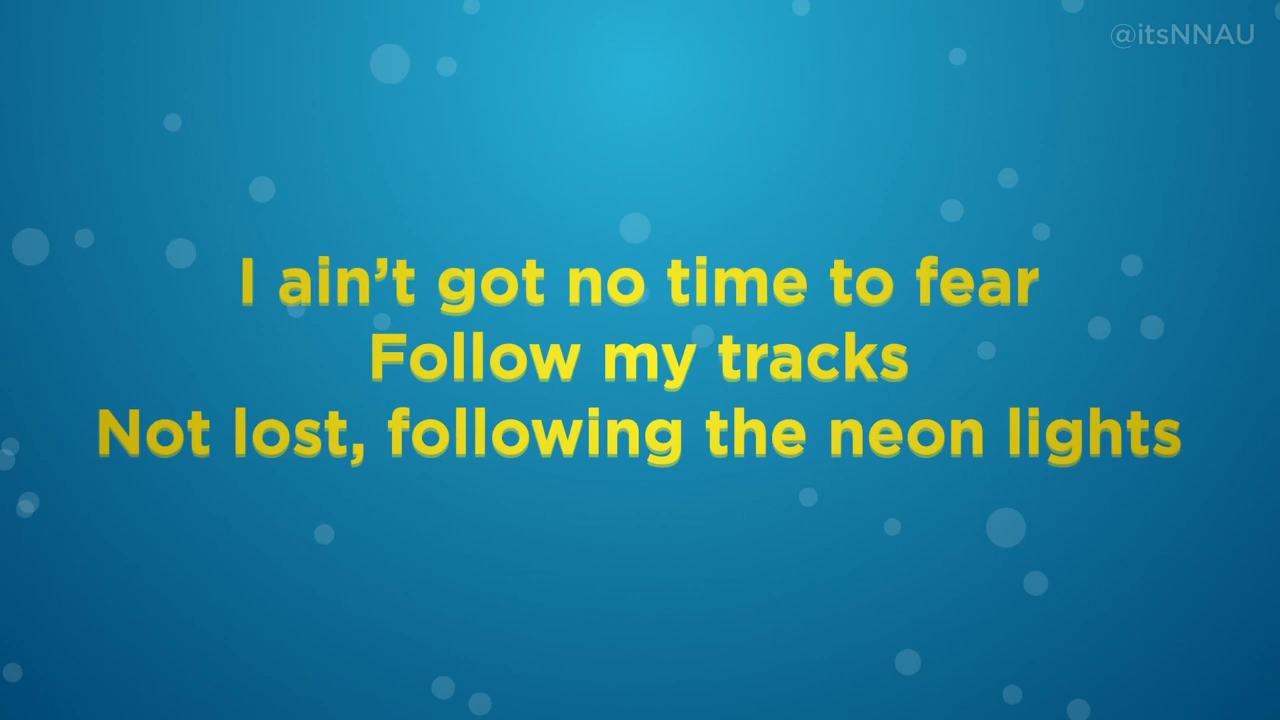 @itsNNAU
I ain’t got no time to fear
Follow my tracks
Not lost, following the neon lights